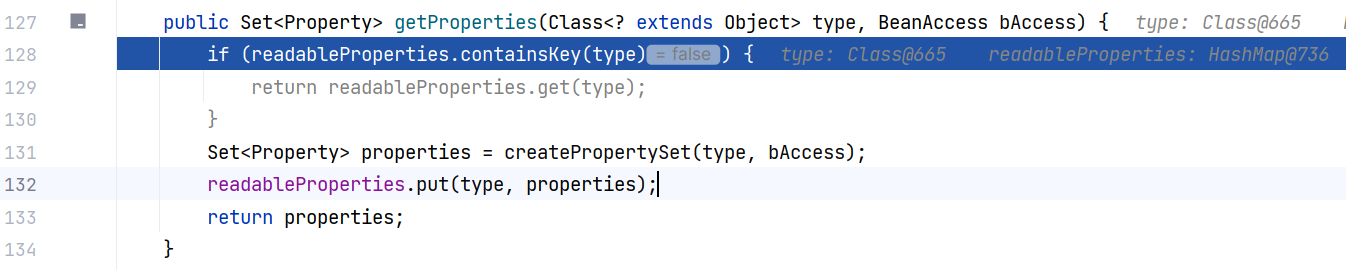 127 public Set<Property> getProperties(Class<? extends Object> type, BeanAccess bAccess) { type: Class@665
128 if (readableProperties.containsKey(type) = false ) { type: Class@665 readableProperties: HashMap@736
129 return readableProperties.get(type);
130 }
131 Set<Property> properties = createPropertySet(type, bAccess);
132 readableProperties.put(type, properties);
133 return properties;
134 }